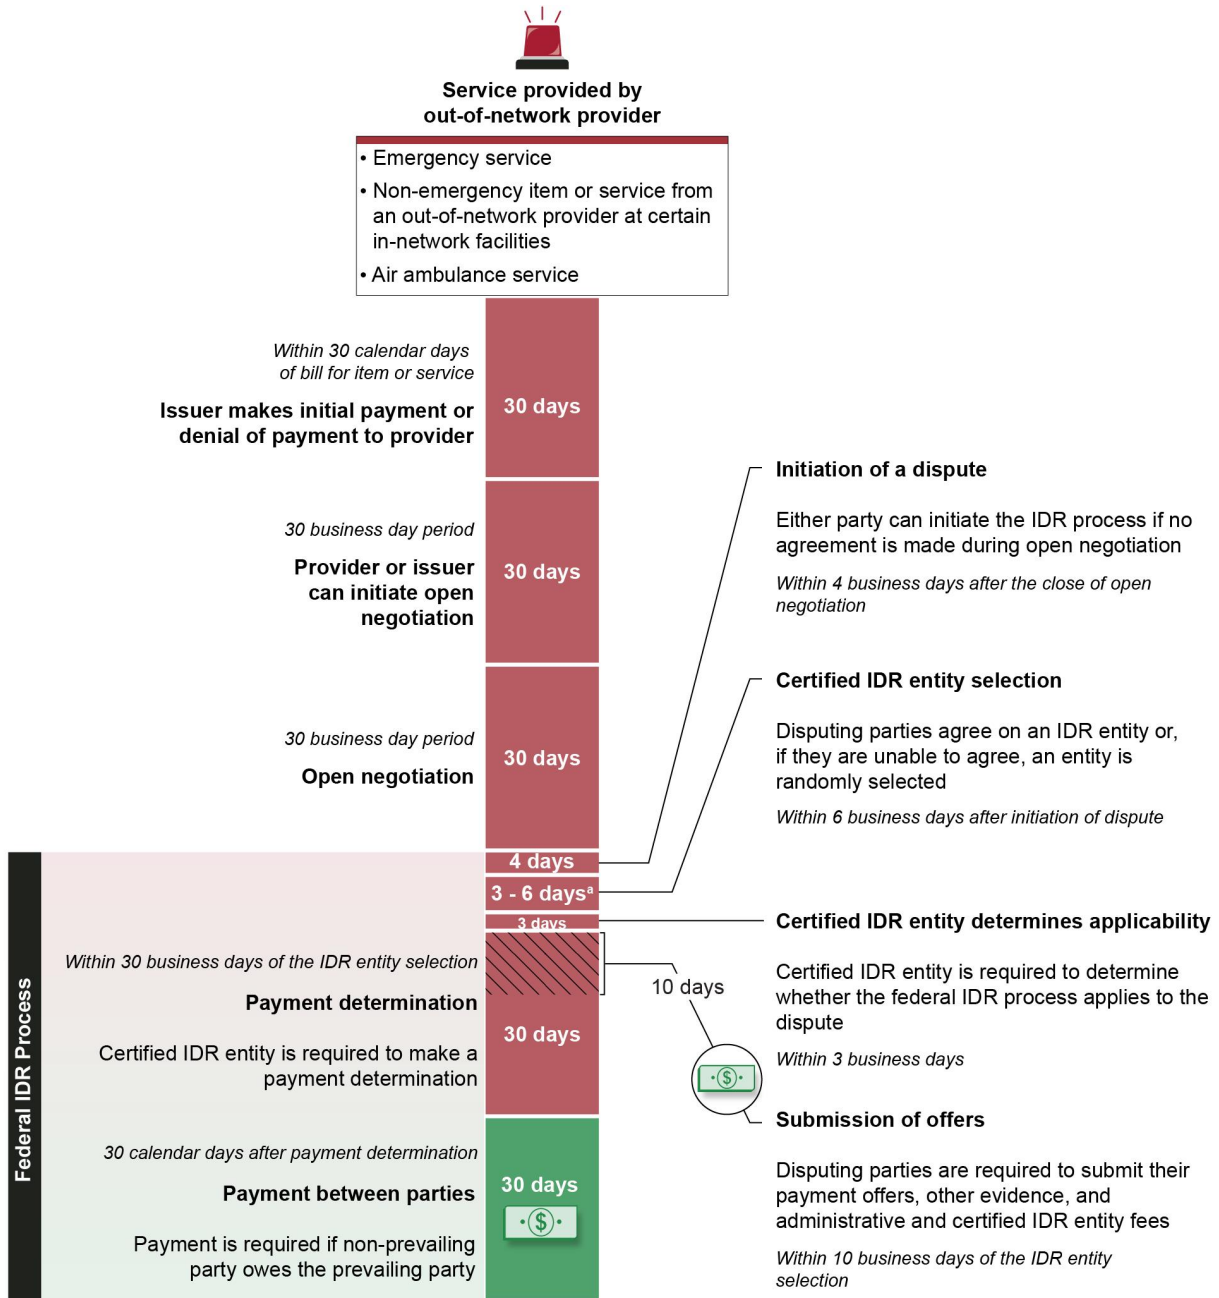 Service provided by
out-of-network provider
• Emergency service
• Non-emergency item or service from
an out-of-network provider at certain
in-network facilities
• Air ambulance service
Within 30 calendar days
of bill for item or service
Issuer makes initial payment or
denial of payment to provider
30 days
30 business day period
Provider or issuer
can initiate open
negotiation
30 days
30 business day period
Open negotiation
30 days
Initiation of a dispute
Either party can initiate the IDR process if no
agreement is made during open negotiation
Within 4 business days after the close of open
negotiation
4 days
Certified IDR entity selection
Disputing parties agree on an IDR entity or,
if they are unable to agree, an entity is
randomly selected
Within 6 business days after initiation of dispute
3 - 6 daysᵃ
Certified IDR entity determines applicability
Certified IDR entity is required to determine
whether the federal IDR process applies to the
dispute
Within 3 business days
3 days
Federal IDR Process
Within 30 business days of the IDR entity selection
Payment determination
Certified IDR entity is required to make a
payment determination
30 days
10 days
$
Submission of offers
Disputing parties are required to submit their
payment offers, other evidence, and
administrative and certified IDR entity fees
Within 10 business days of the IDR entity
selection
30 calendar days after payment determination
Payment between parties
Payment is required if non-prevailing
party owes the prevailing party
30 days
$